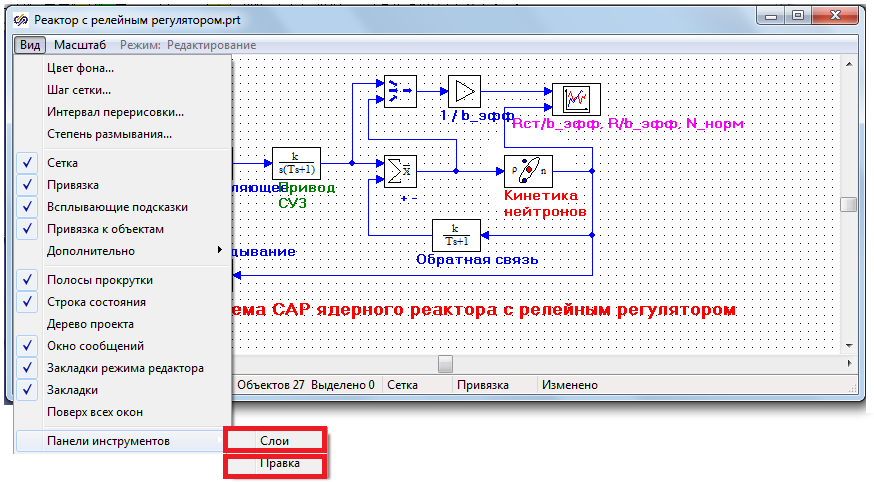 Реактор с релейным регулятором.prt
Вид Масштаб Режим: Редактирование
Цвет фона...
Шаг сетки...
Интервал перерисовки...
Степень размывания...
Сетка
Привязка
Всплывающие подсказки
Привязка к объектам
Дополнительно
Полосы прокрутки
Строка состояния
Дерево проекта
Окно сообщений
Закладки режима редактора
Закладки
Поверх всех окон
Панели инструментов
Слои
Правка
1 / b_эфф
Rст/b_эфф, R/b_эфф, N_норм
k
s(Ts+1)
ляющее
Привод
СУЗ
Σ x
+ -
ρ n
Кинетика
нейтронов
k
Ts+1
Обратная связь
дывание
ема САР ядерного реактора с релейным регулятором
Объектов 27 Выделено 0 Сетка Привязка Изменено